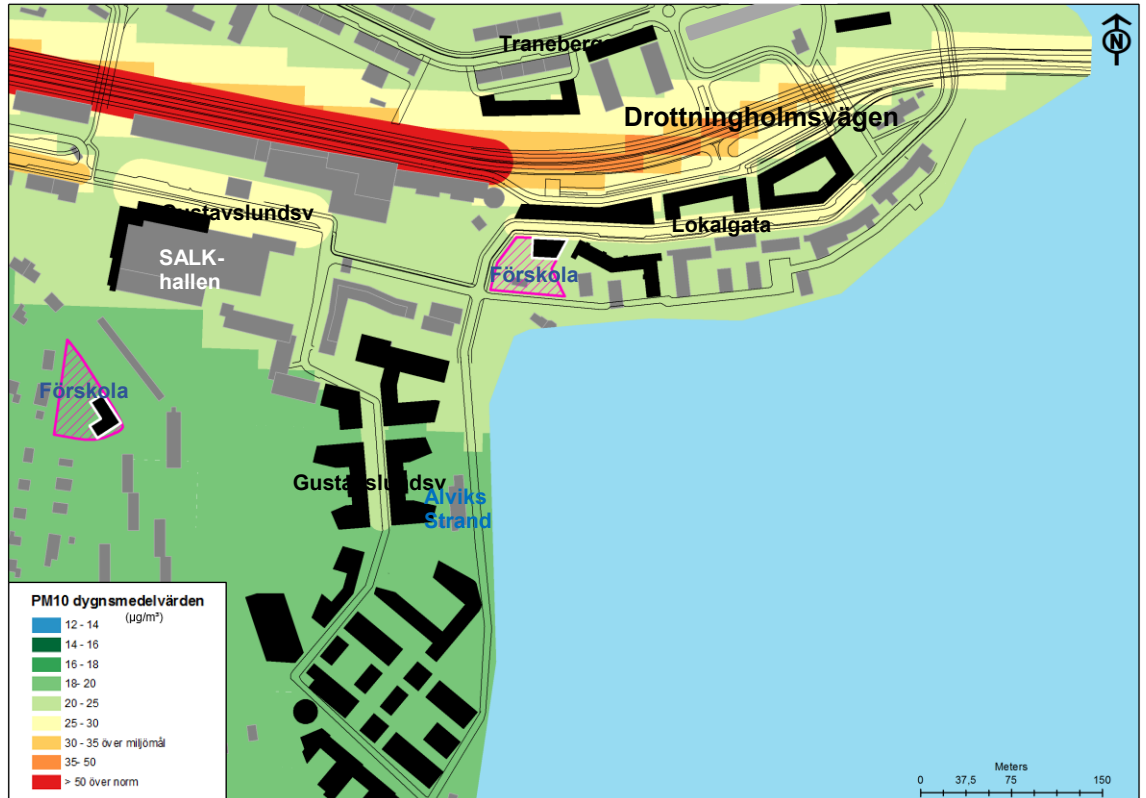 Traneberg
N
Drottningholmsvägen
Gustavslundsv
Lokalgata
SALK-
hallen
Förskola
Förskola
Gustavslundsv
Alviks
Strand
PM10 dygnsmedelvärden
(µg/m³)
12 - 14
14 - 16
16 - 18
18- 20
20 - 25
25 - 30
30 - 35 över miljömål
35- 50
> 50 över norm
Meters
0 37,5 75 150